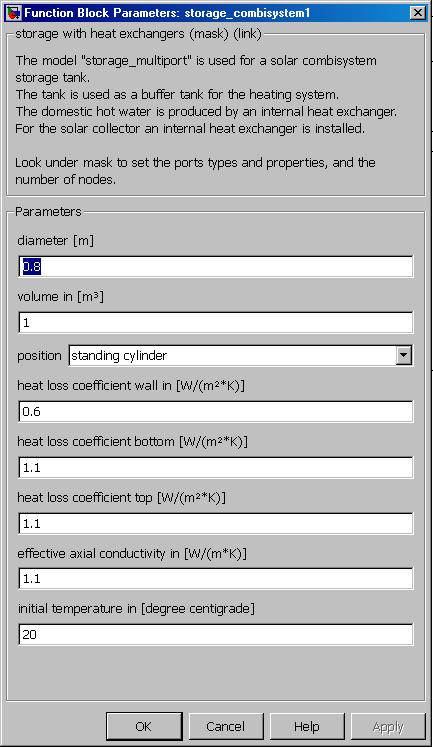 Function Block Parameters: storage_combisystem1
storage with heat exchangers (mask) (link)
The model "storage_multiport" is used for a solar combisystem
storage tank.
The tank is used as a buffer tank for the heating system.
The domestic hot water is produced by an internal heat exchanger.
For the solar collector an internal heat exchanger is installed.
Look under mask to set the ports types and properties, and the
number of nodes.
Parameters
diameter [m]
0.8
volume in [m³]
1
position standing cylinder
heat loss coefficient wall in [W/(m²*K)]
0.6
heat loss coefficient bottom [W/(m²*K)]
1.1
heat loss coefficient top [W/(m²*K)]
1.1
effective axial conductivity in [W/(m*K)]
1.1
initial temperature in [degree centigrade]
20
OK Cancel Help Apply